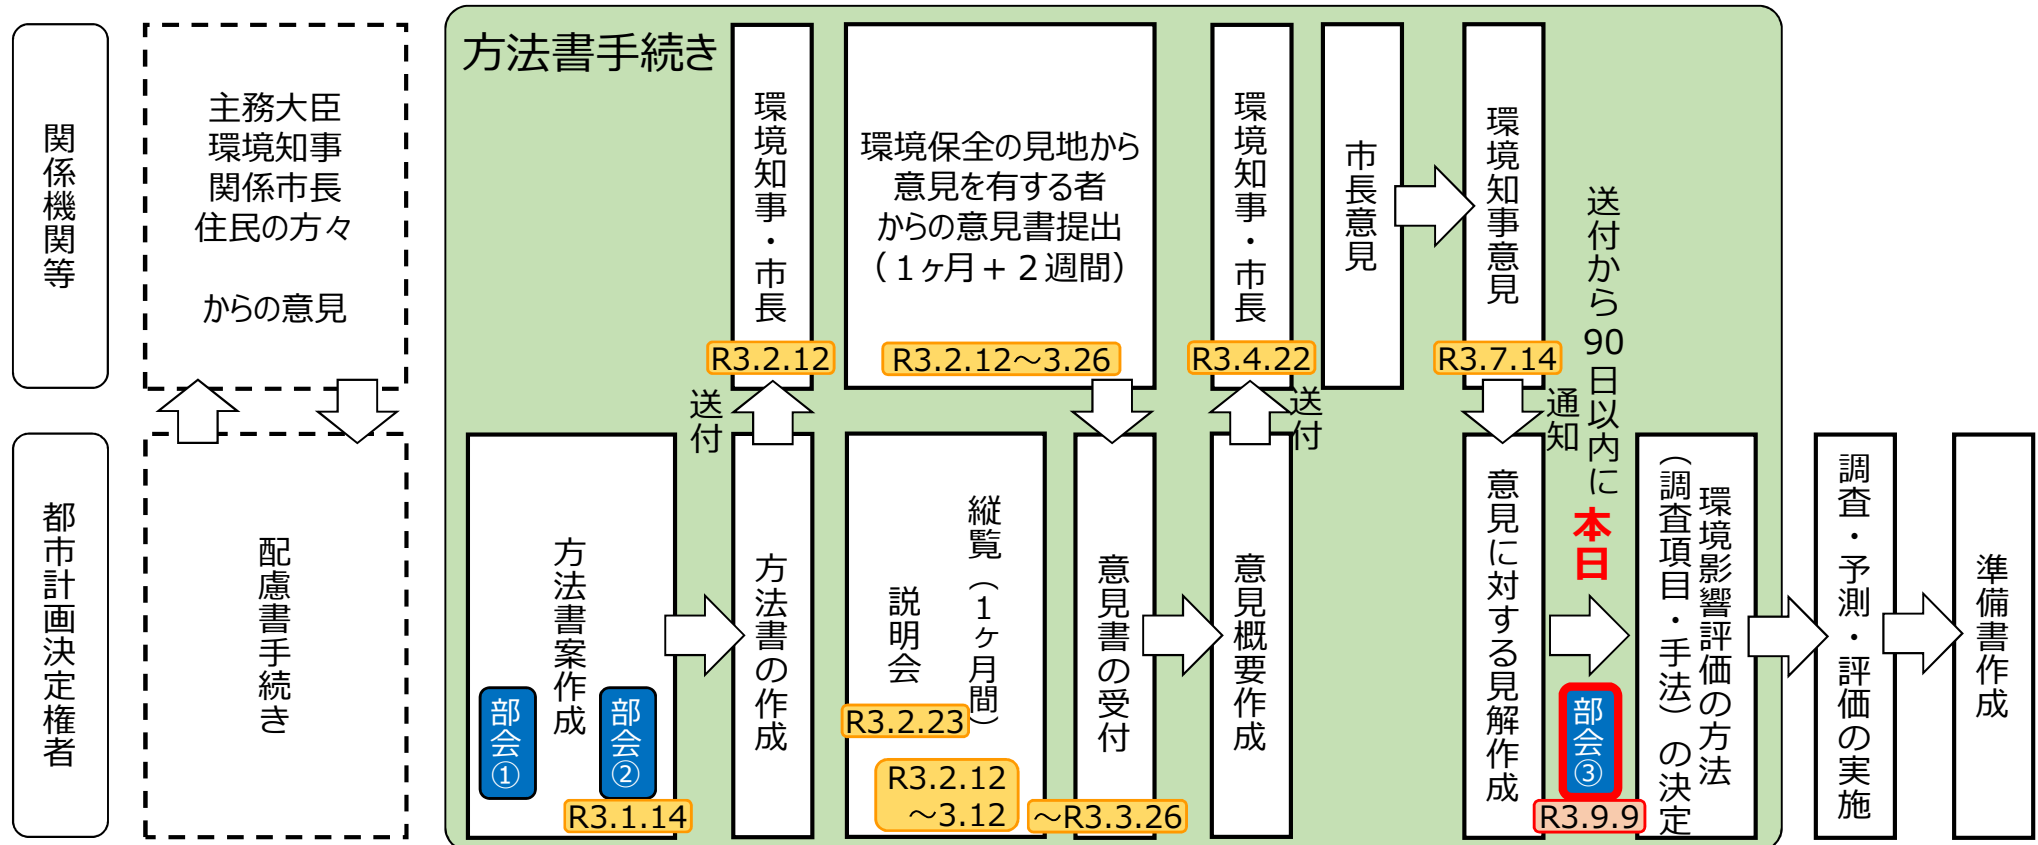 方法書手続き
関係機関等
主務大臣
環境知事
関係市長
住民の方々
からの意見
環境知事・市長
R3.2.12
環境保全の見地から
意見を有する者
からの意見書提出
（１ヶ月＋２週間）
R3.2.12～3.26
環境知事・市長
R3.4.22
市長意見
環境知事意見
R3.7.14
送付から90日以内に
送付
送付
通知
都市計画決定権者
配慮書手続き
方法書案作成
部会①
部会②
R3.1.14
方法書の作成
縦覧（１ヶ月間）
説明会
R3.2.23
R3.2.12
～3.12
意見書の受付
～R3.3.26
意見概要作成
意見に対する見解作成
本日
部会③
R3.9.9
環境影響評価の方法
（調査項目・手法）の決定
調査・予測・評価の実施
準備書作成